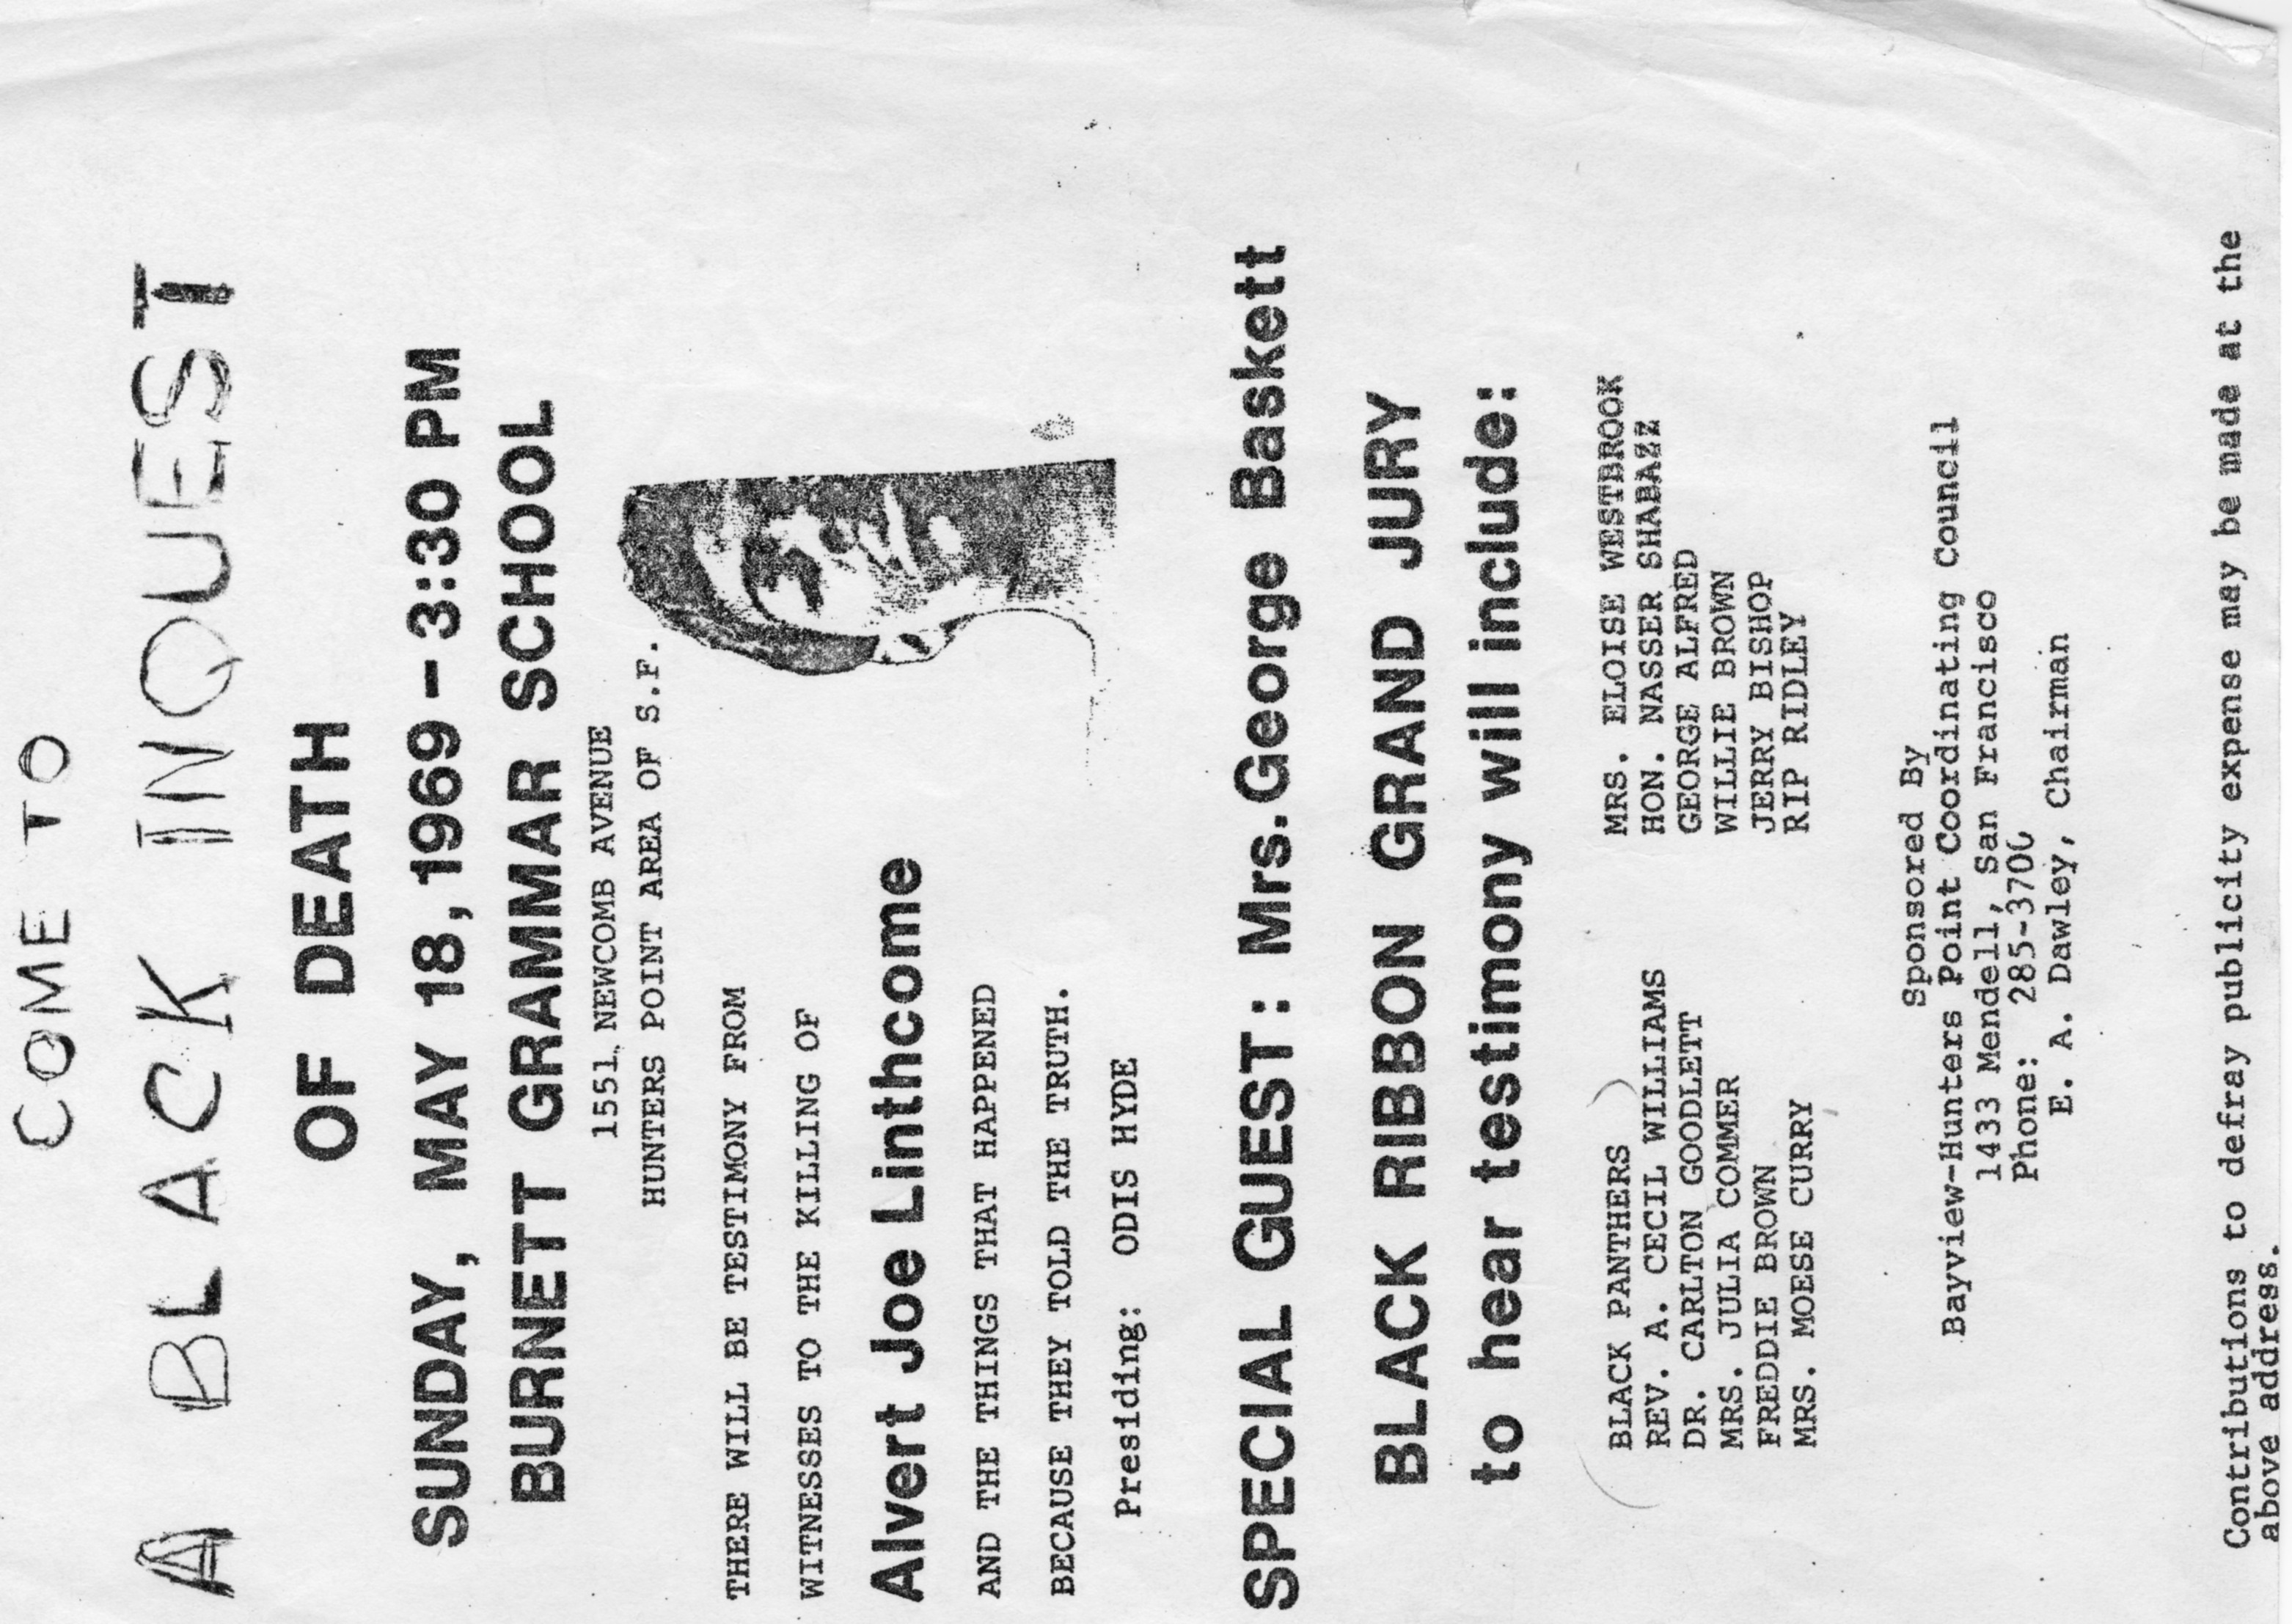 COME TO
A BLACK INQUEST
OF DEATH
SUNDAY, MAY 18, 1969 – 3:30 PM
BURNETT GRAMMAR SCHOOL
1551 NEWCOMB AVENUE
HUNTERS POINT AREA OF S.F.
THERE WILL BE TESTIMONY FROM
WITNESSES TO THE KILLING OF
Alvert Joe Linthcome
AND THE THINGS THAT HAPPENED
BECAUSE THEY TOLD THE TRUTH.
Presiding: ODIS HYDE
SPECIAL GUEST: Mrs. George Baskett
BLACK RIBBON GRAND JURY
to hear testimony will include:
BLACK PANTHERS
REV. A. CECIL WILLIAMS
DR. CARLTON GOODLETT
MRS. JULIA COMMER
FREDDIE BROWN
MRS. MOESE CURRY
MRS. ELOISE WESTBROOK
HON. NASSER SHABAZZ
GEORGE ALFRED
WILLIE BROWN
JERRY BISHOP
RIP RIDLEY
Sponsored By
Bayview-Hunters Point Coordinating Council
1433 Mendell, San Francisco
Phone: 285-3700
E. A. Dawley, Chairman
Contributions to defray publicity expense may be made at the
above address.